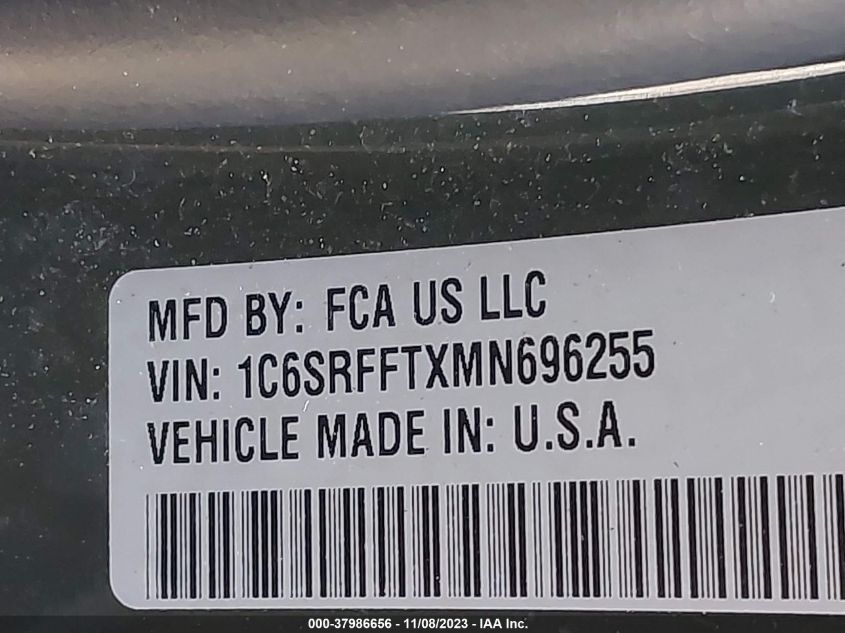 MFD BY: FCA US LLC
VIN: 1C6SRFFTXMN696255
VEHICLE MADE IN: U.S.A.
000-37986656 - 11/08/2023 - IAA Inc.